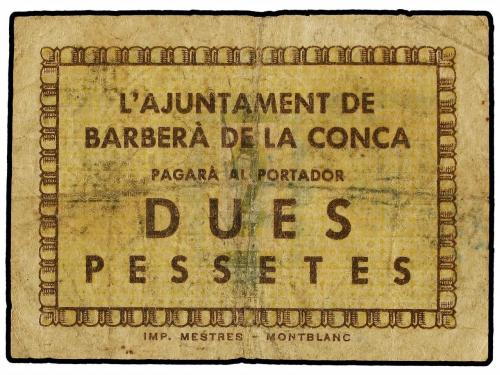 L'AJUNTAMENT DE
BARBERÀ DE LA CONCA
PAGARÀ AL PORTADOR
DUES
PESSETES
IMP. MESTRES - MONTBLANC